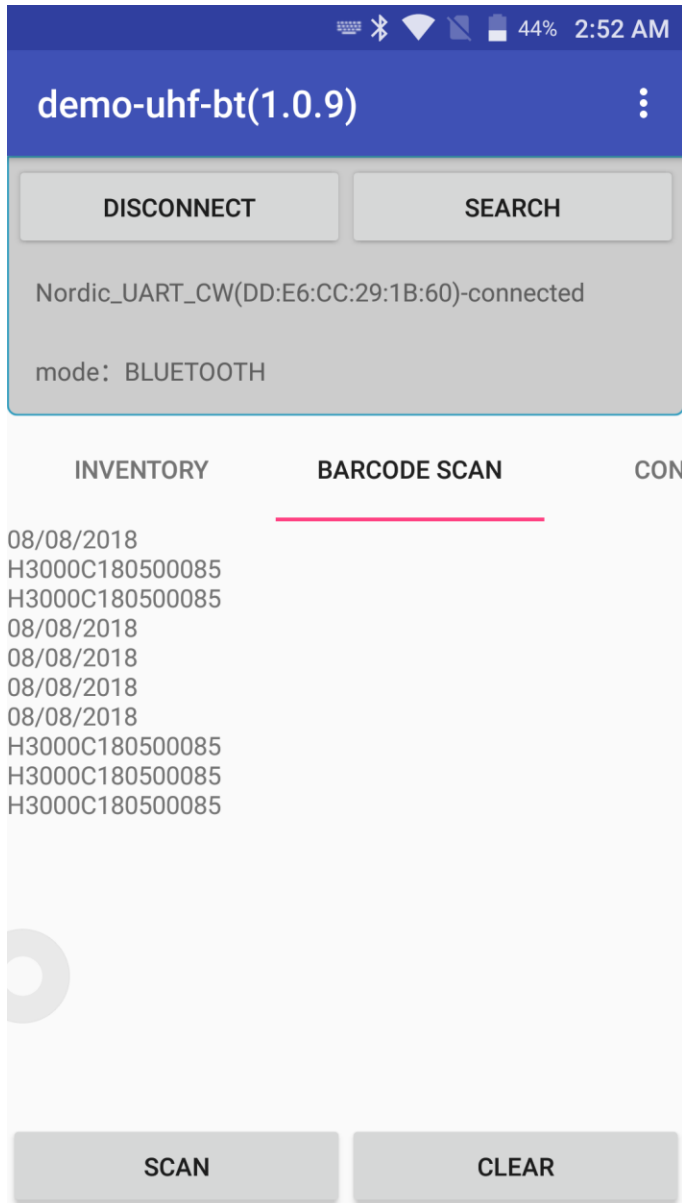 44% 2:52 AM
demo-uhf-bt(1.0.9)
DISCONNECT SEARCH
Nordic_UART_CW(DD:E6:CC:29:1B:60)-connected
mode：BLUETOOTH
INVENTORY BARCODE SCAN CON
08/08/2018
H3000C180500085
H3000C180500085
08/08/2018
08/08/2018
08/08/2018
08/08/2018
H3000C180500085
H3000C180500085
H3000C180500085
SCAN CLEAR